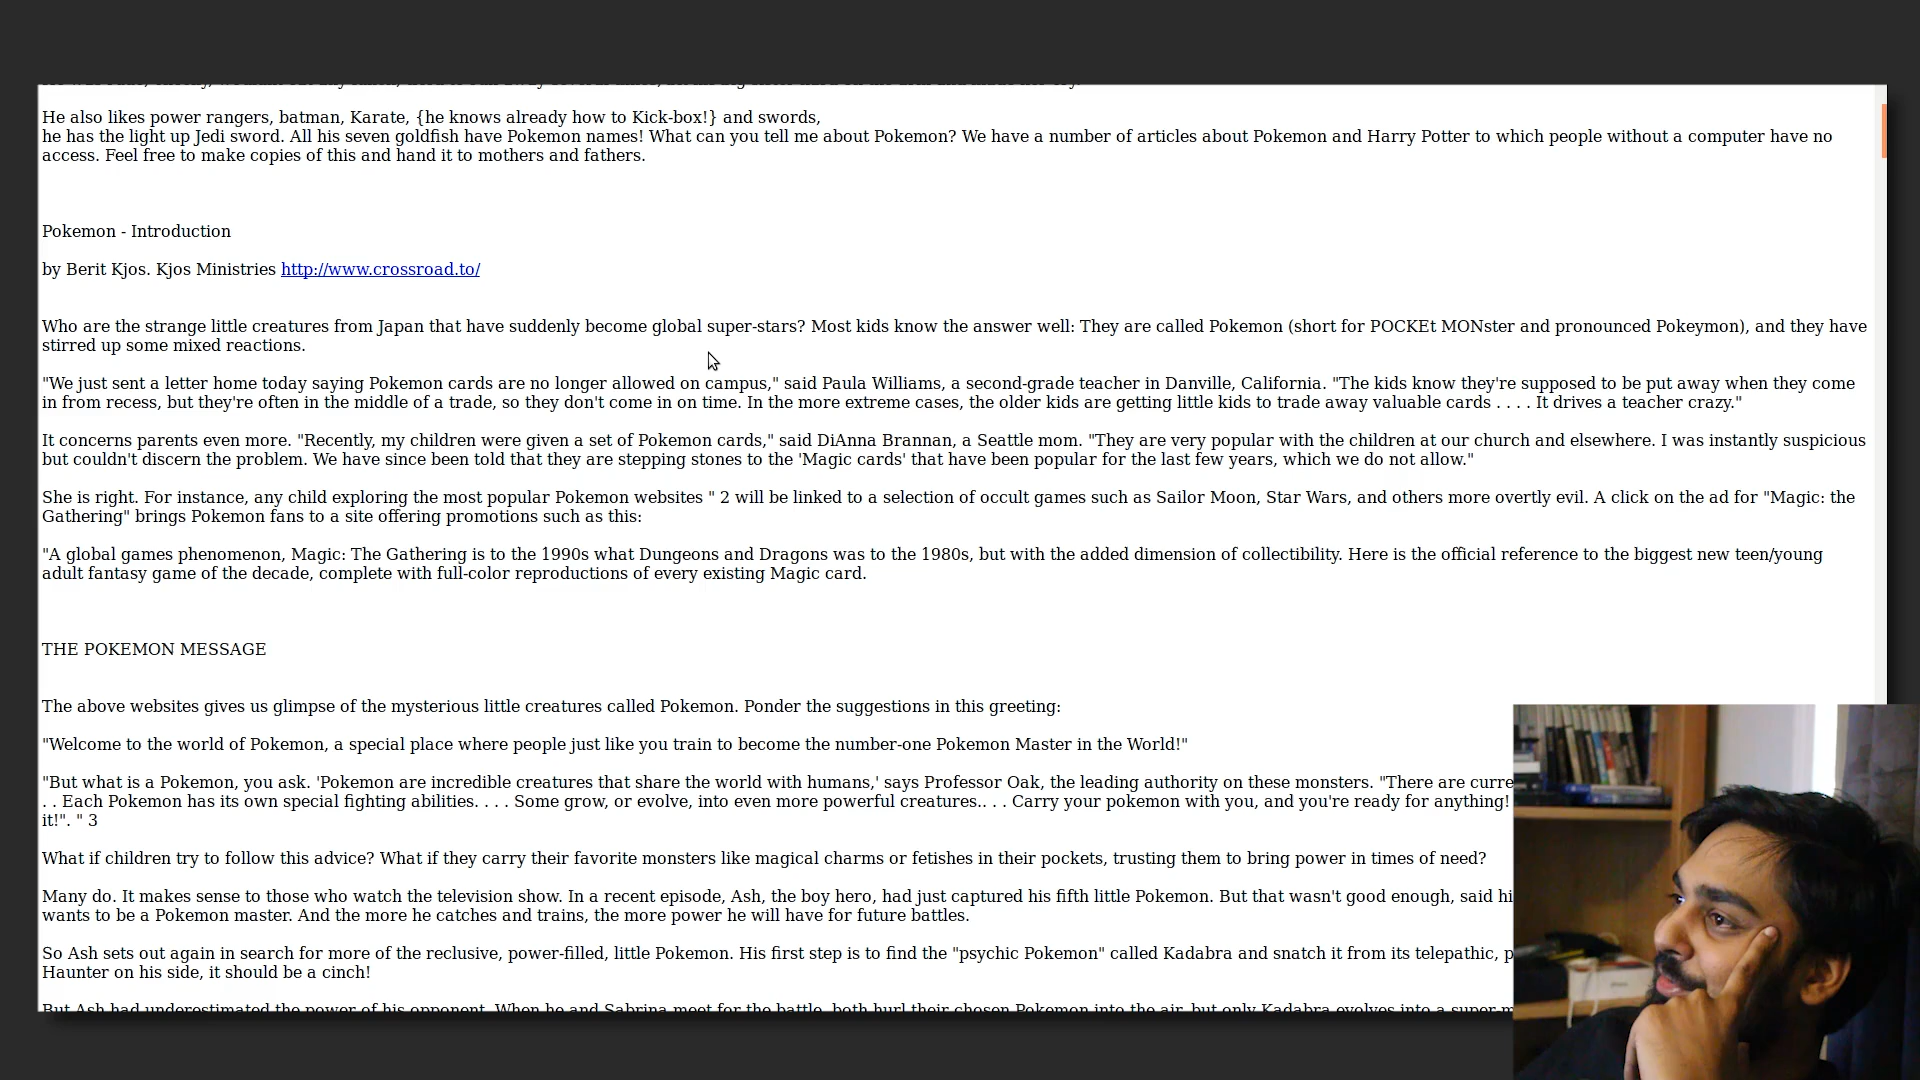 He also likes power rangers, batman, Karate, {he knows already how to Kick-box!} and swords,
he has the light up Jedi sword. All his seven goldfish have Pokemon names! What can you tell me about Pokemon? We have a number of articles about Pokemon and Harry Potter to which people without a computer have no
access. Feel free to make copies of this and hand it to mothers and fathers.
Pokemon - Introduction
by Berit Kjos. Kjos Ministries http://www.crossroad.to/
Who are the strange little creatures from Japan that have suddenly become global super-stars? Most kids know the answer well: They are called Pokemon (short for POCKEt MONster and pronounced Pokeymon), and they have
stirred up some mixed reactions.
"We just sent a letter home today saying Pokemon cards are no longer allowed on campus," said Paula Williams, a second-grade teacher in Danville, California. "The kids know they're supposed to be put away when they come
in from recess, but they're often in the middle of a trade, so they don't come in on time. In the more extreme cases, the older kids are getting little kids to trade away valuable cards . . . . It drives a teacher crazy."
It concerns parents even more. "Recently, my children were given a set of Pokemon cards," said DiAnna Brannan, a Seattle mom. "They are very popular with the children at our church and elsewhere. I was instantly suspicious
but couldn't discern the problem. We have since been told that they are stepping stones to the 'Magic cards' that have been popular for the last few years, which we do not allow."
She is right. For instance, any child exploring the most popular Pokemon websites " 2 will be linked to a selection of occult games such as Sailor Moon, Star Wars, and others more overtly evil. A click on the ad for "Magic: the
Gathering" brings Pokemon fans to a site offering promotions such as this:
"A global games phenomenon, Magic: The Gathering is to the 1990s what Dungeons and Dragons was to the 1980s, but with the added dimension of collectibility. Here is the official reference to the biggest new teen/young
adult fantasy game of the decade, complete with full-color reproductions of every existing Magic card.
THE POKEMON MESSAGE
The above websites gives us glimpse of the mysterious little creatures called Pokemon. Ponder the suggestions in this greeting:
"Welcome to the world of Pokemon, a special place where people just like you train to become the number-one Pokemon Master in the World!"
"But what is a Pokemon, you ask. 'Pokemon are incredible creatures that share the world with humans,' says Professor Oak, the leading authority on these monsters. "There are curre
. . Each Pokemon has its own special fighting abilities. . . . Some grow, or evolve, into even more powerful creatures.. . . Carry your pokemon with you, and you're ready for anything!
it!". " 3
What if children try to follow this advice? What if they carry their favorite monsters like magical charms or fetishes in their pockets, trusting them to bring power in times of need?
Many do. It makes sense to those who watch the television show. In a recent episode, Ash, the boy hero, had just captured his fifth little Pokemon. But that wasn't good enough, said hi
wants to be a Pokemon master. And the more he catches and trains, the more power he will have for future battles.
So Ash sets out again in search for more of the reclusive, power-filled, little Pokemon. His first step is to find the "psychic Pokemon" called Kadabra and snatch it from its telepathic, p
Haunter on his side, it should be a cinch!
But Ash had underestimated the power of his opponent. When he and Sabrina meet for the battle, both hurl their chosen Pokemon into the air, but only Kadabra evolves into a super-m